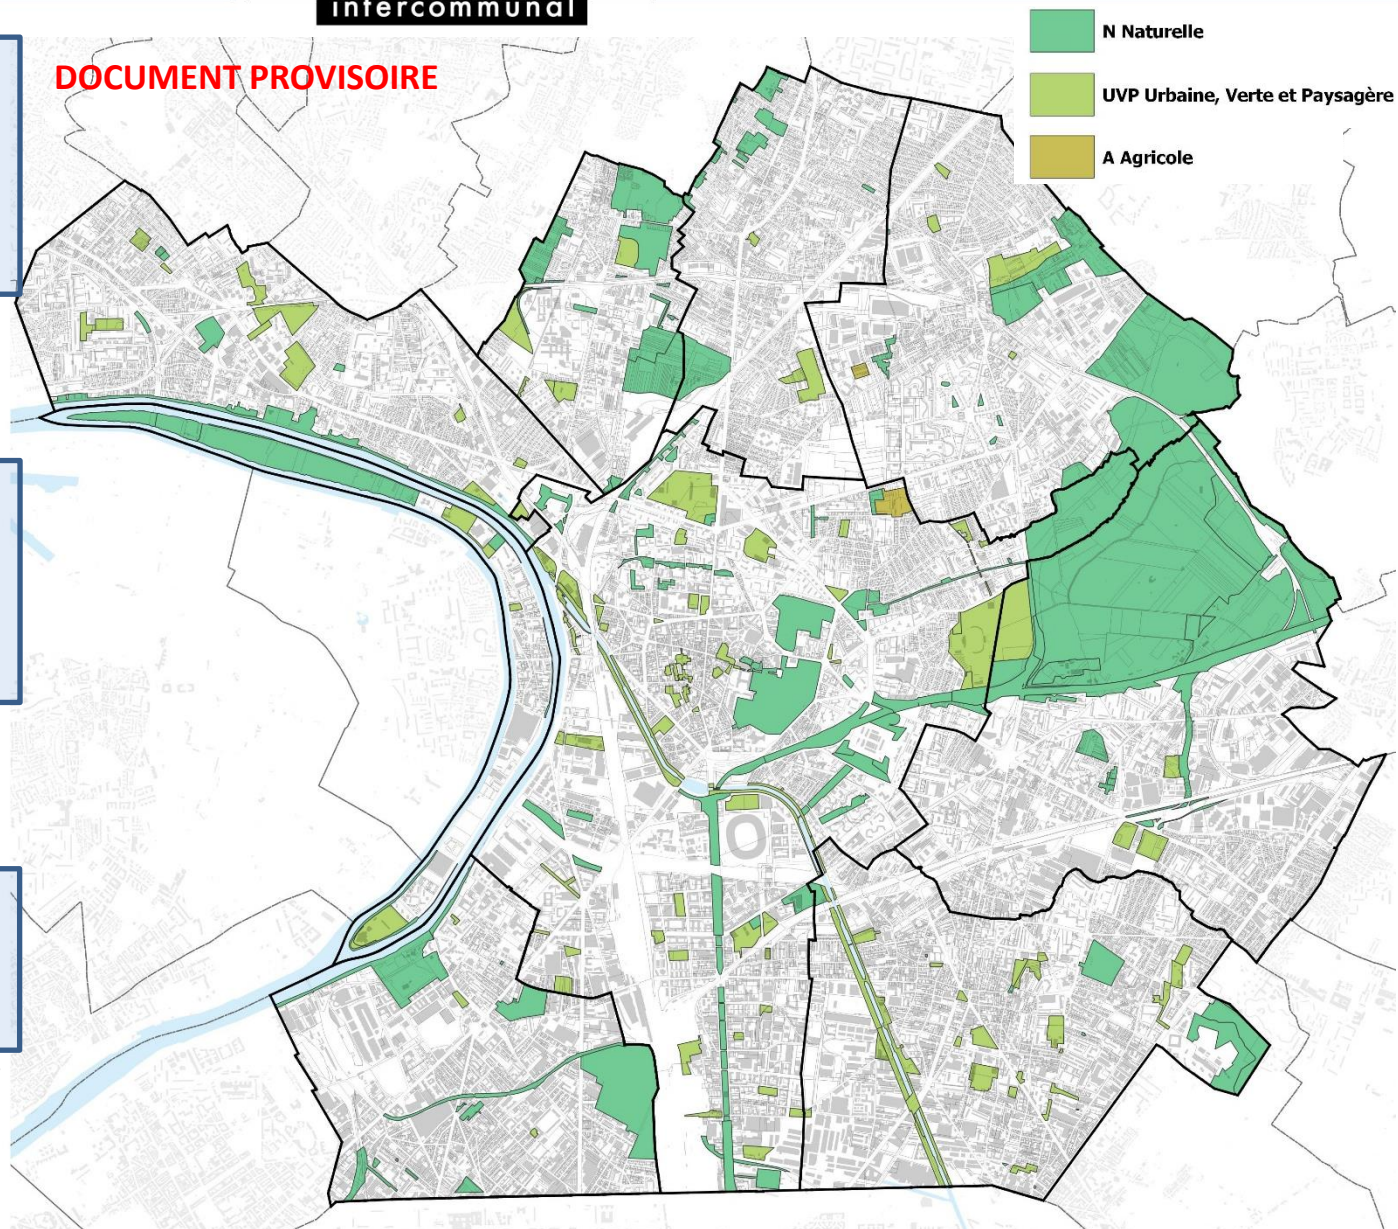 intercommunal
DOCUMENT PROVISOIRE
N Naturelle
UVP Urbaine, Verte et Paysagère
A Agricole